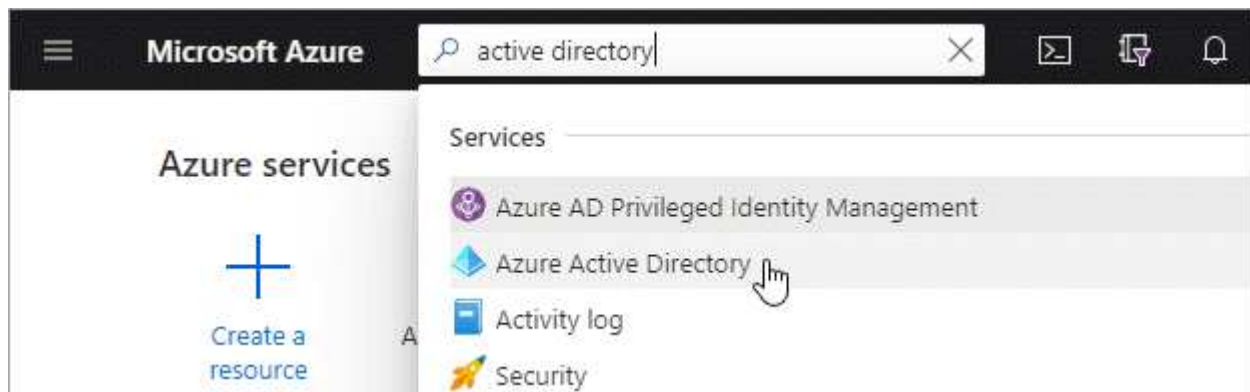 Microsoft Azure
active directory
Azure services
Services
Azure AD Privileged Identity Management
Azure Active Directory
Activity log
Security
Create a
resource
A